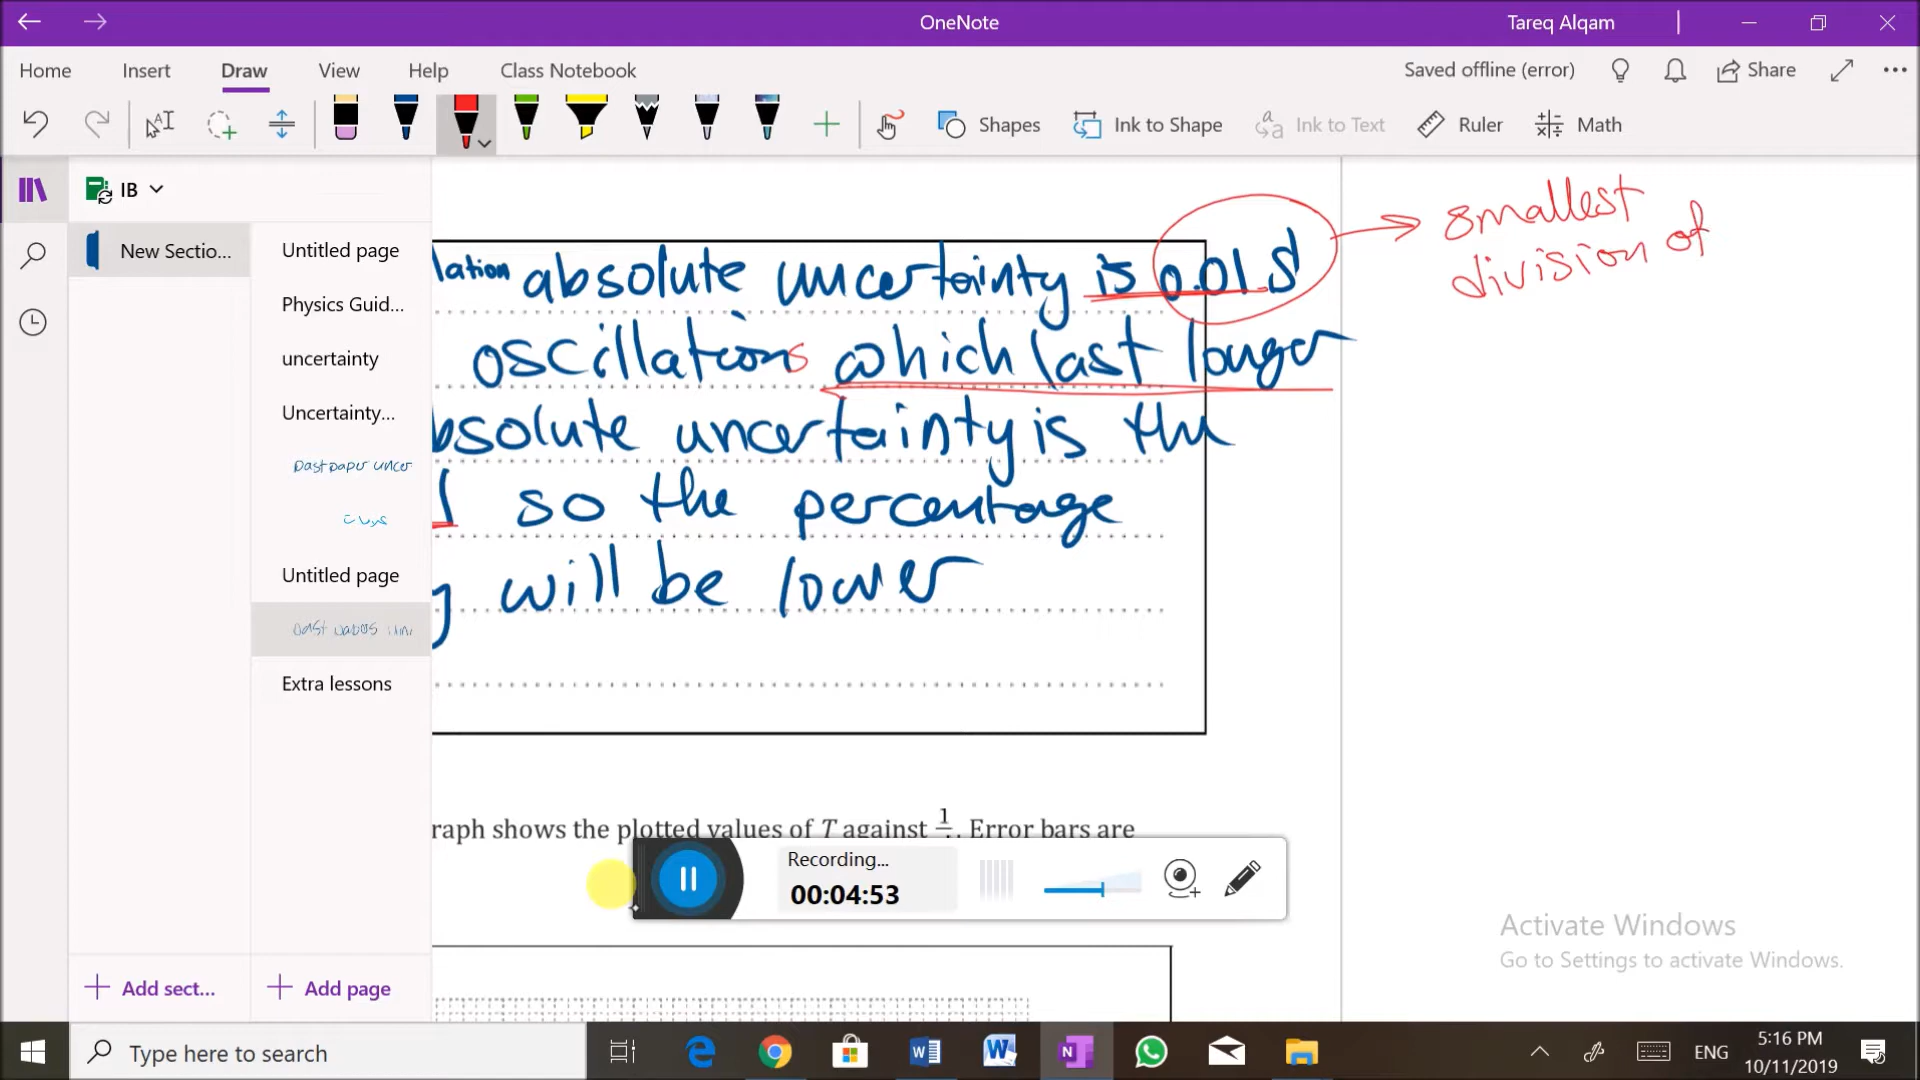 OneNote
Tareq Alqam
Home Insert Draw View Help Class Notebook
Saved offline (error)
Share
Shapes Ink to Shape Ink to Text Ruler Math
IB
New Sectio...
Untitled page
Physics Guid...
uncertainty
Uncertainty...
past paper uncer
Untitled page
Extra lessons
Add sect...
Add page
lation absolute uncertainty is 0.01 s
oscillations which last longer
bsolute uncertainty is the
so the percentage
y will be lower
smallest
division of
raph shows the plotted values of T against 1/. Error bars are
Recording...
00:04:53
Activate Windows
Go to Settings to activate Windows.
Type here to search
ENG
5:16 PM
10/11/2019